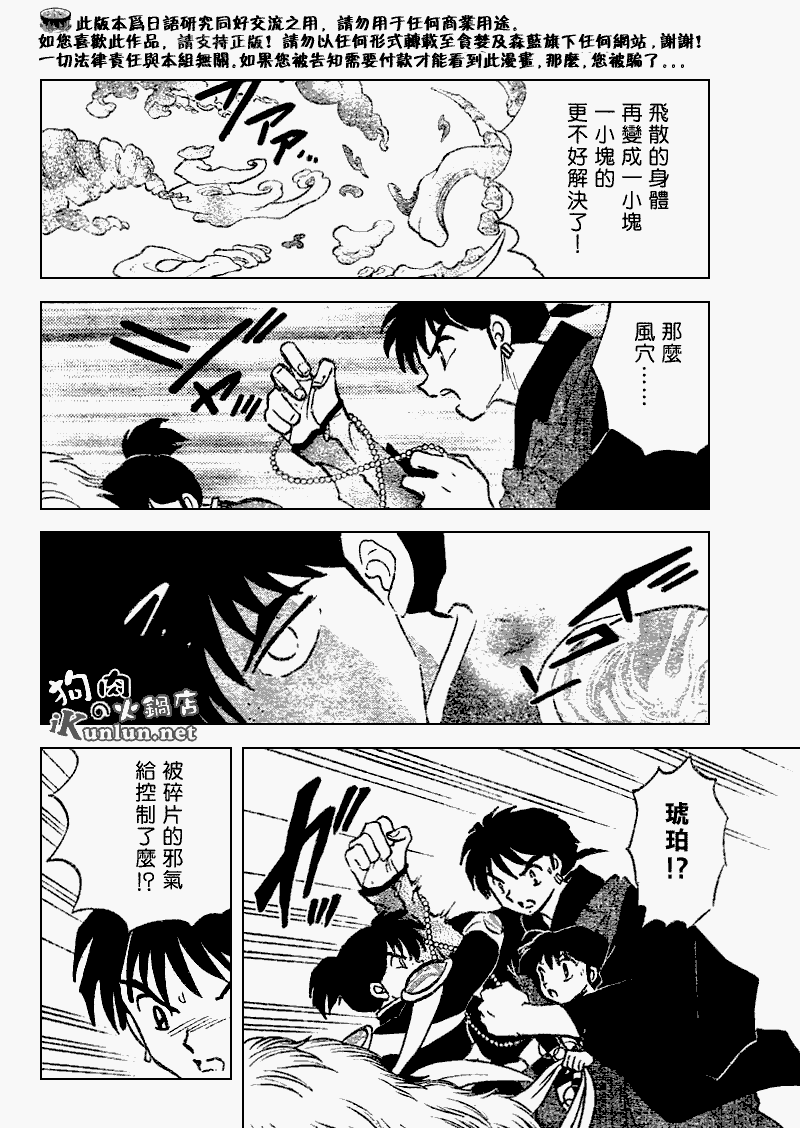 此版本爲日語研究同好交流之用，請勿用于任何商業用途。
如您喜歡此作品，請支持正版！請勿以任何形式轉載至貪婪及森藍旗下任何網站，謝謝！
一切法律責任與本組無關。如果您被告知需要付款才能看到此漫畫，那麼，您被騙了...
飛散的身體
再變成一小塊
一小塊的
更不好解決了！
カァアァ
那麼
風穴……
狗肉の火鍋店
iKunlun.net
琥珀!?
ガッ
被碎片的邪氣
給控制了麼!?